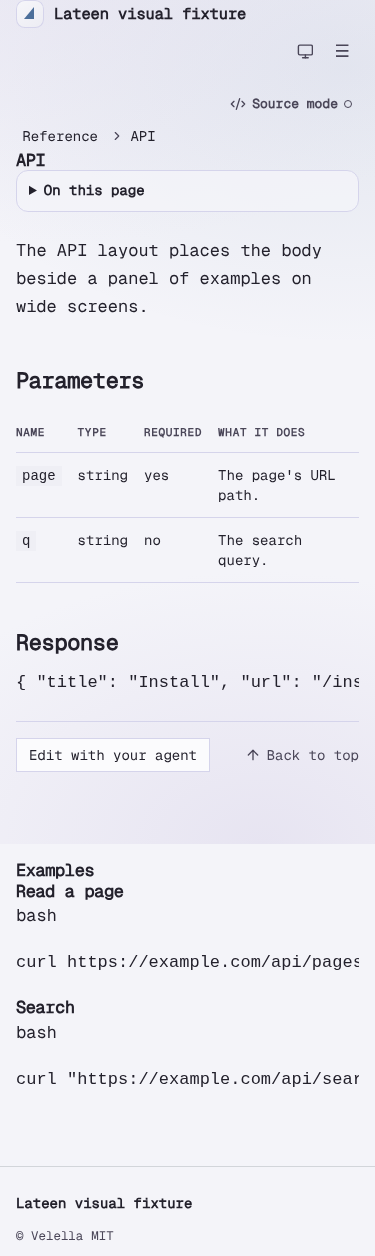 Lateen visual fixture
Source mode
Reference > API
API
On this page
The API layout places the body
beside a panel of examples on
wide screens.
Parameters
NAME TYPE REQUIRED WHAT IT DOES
page string yes The page's URL
path.
q string no The search
query.
Response
{ "title": "Install", "url": "/ins
Edit with your agent ↑ Back to top
Examples
Read a page
bash
curl https://example.com/api/pages
Search
bash
curl "https://example.com/api/sear
Lateen visual fixture
© Velella MIT